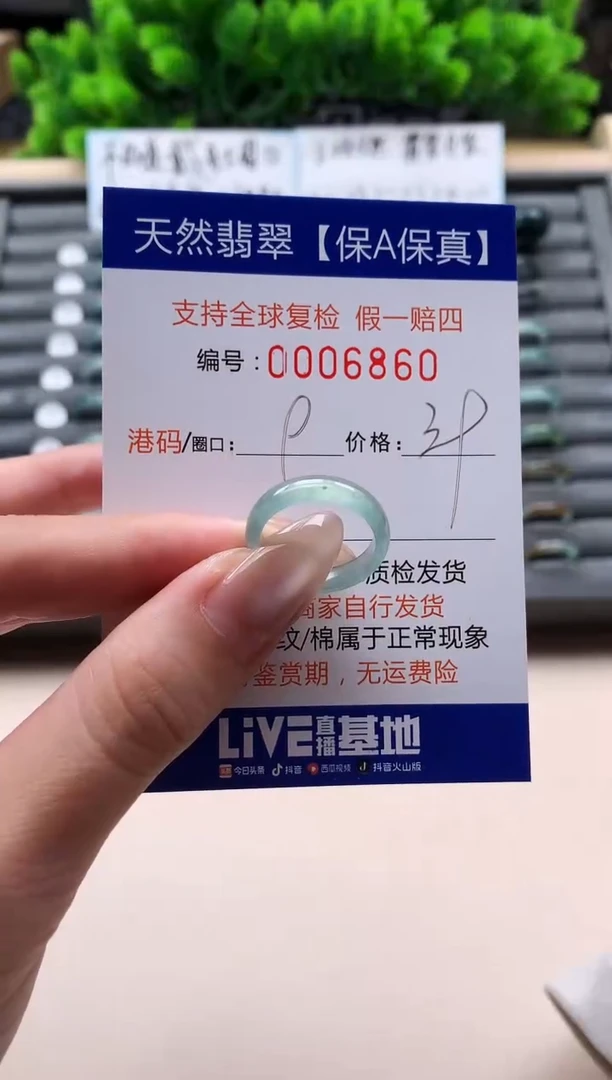 天然翡翠【保A保真】
支持全球复检 假一赔四
编号:0006860
港码/圈口: 价格:
质检发货
商家自行发货
纹/棉属于正常现象
鉴赏期，无运费险
LiVE直播基地
今日头条 抖音 西瓜视频 抖音火山版